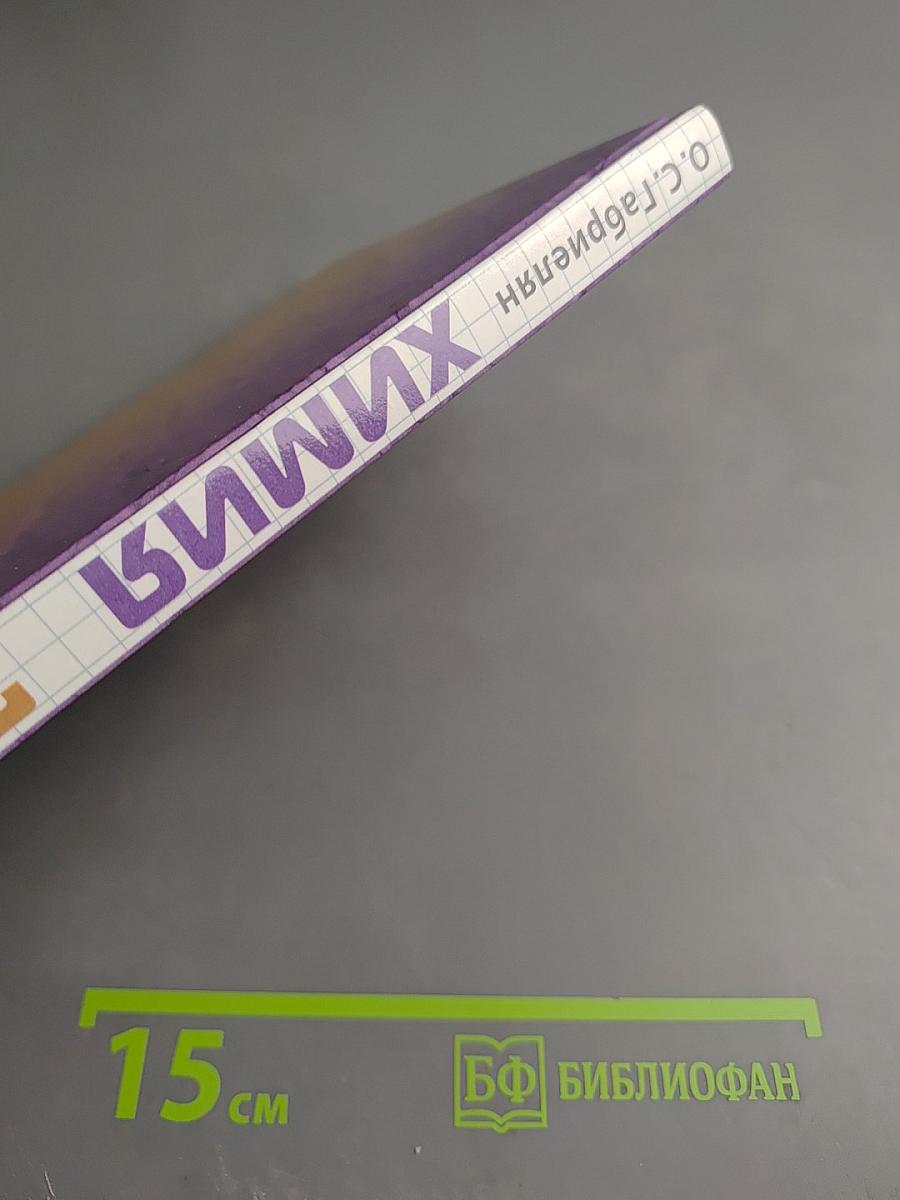 О.С.Габриелян
ХИМИЯ
15 см
БФ БИБЛИОФАН